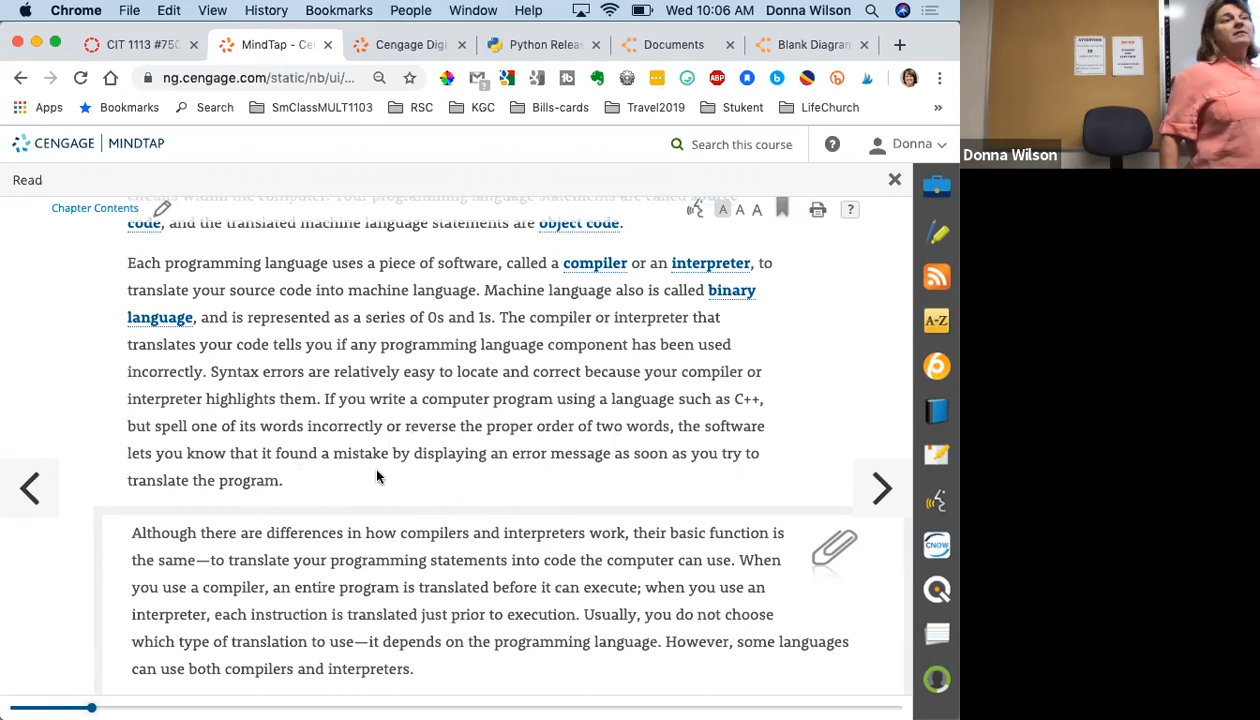 Chrome File Edit View History Bookmarks People Window Help Wed 10:06 AM Donna Wilson
CIT 1113 #750 MindTap - Cen Cengage Digi Python Releas Documents Blank Diagran
ng.cengage.com/static/nb/ui/...
Apps Bookmarks Search SmClassMULT1103 RSC KGC Bills-cards Travel2019 Stukent LifeChurch »
CENGAGE MINDTAP Search this course ? Donna
Donna Wilson
Read
Chapter Contents A A A ?
code, and the translated machine language statements are object code.
Each programming language uses a piece of software, called a compiler or an interpreter, to
translate your source code into machine language. Machine language also is called binary
language, and is represented as a series of 0s and 1s. The compiler or interpreter that
translates your code tells you if any programming language component has been used
incorrectly. Syntax errors are relatively easy to locate and correct because your compiler or
interpreter highlights them. If you write a computer program using a language such as C++,
but spell one of its words incorrectly or reverse the proper order of two words, the software
lets you know that it found a mistake by displaying an error message as soon as you try to
translate the program.
Although there are differences in how compilers and interpreters work, their basic function is
the same—to translate your programming statements into code the computer can use. When
you use a compiler, an entire program is translated before it can execute; when you use an
interpreter, each instruction is translated just prior to execution. Usually, you do not choose
which type of translation to use—it depends on the programming language. However, some languages
can use both compilers and interpreters.
A-Z
CNOW
ABP
ATTENTION